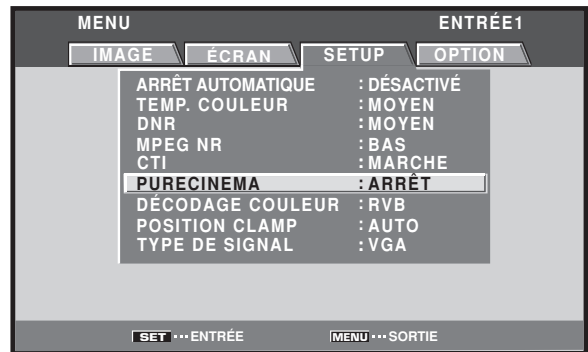 MENU ENTRÉE1
IMAGE ÉCRAN SETUP OPTION
ARRÊT AUTOMATIQUE : DÉSACTIVÉ
TEMP. COULEUR : MOYEN
DNR : MOYEN
MPEG NR : BAS
CTI : MARCHE
PURECINEMA : ARRÊT
DÉCODAGE COULEUR : RVB
POSITION CLAMP : AUTO
TYPE DE SIGNAL : VGA
SET ··· ENTRÉE MENU ··· SORTIE